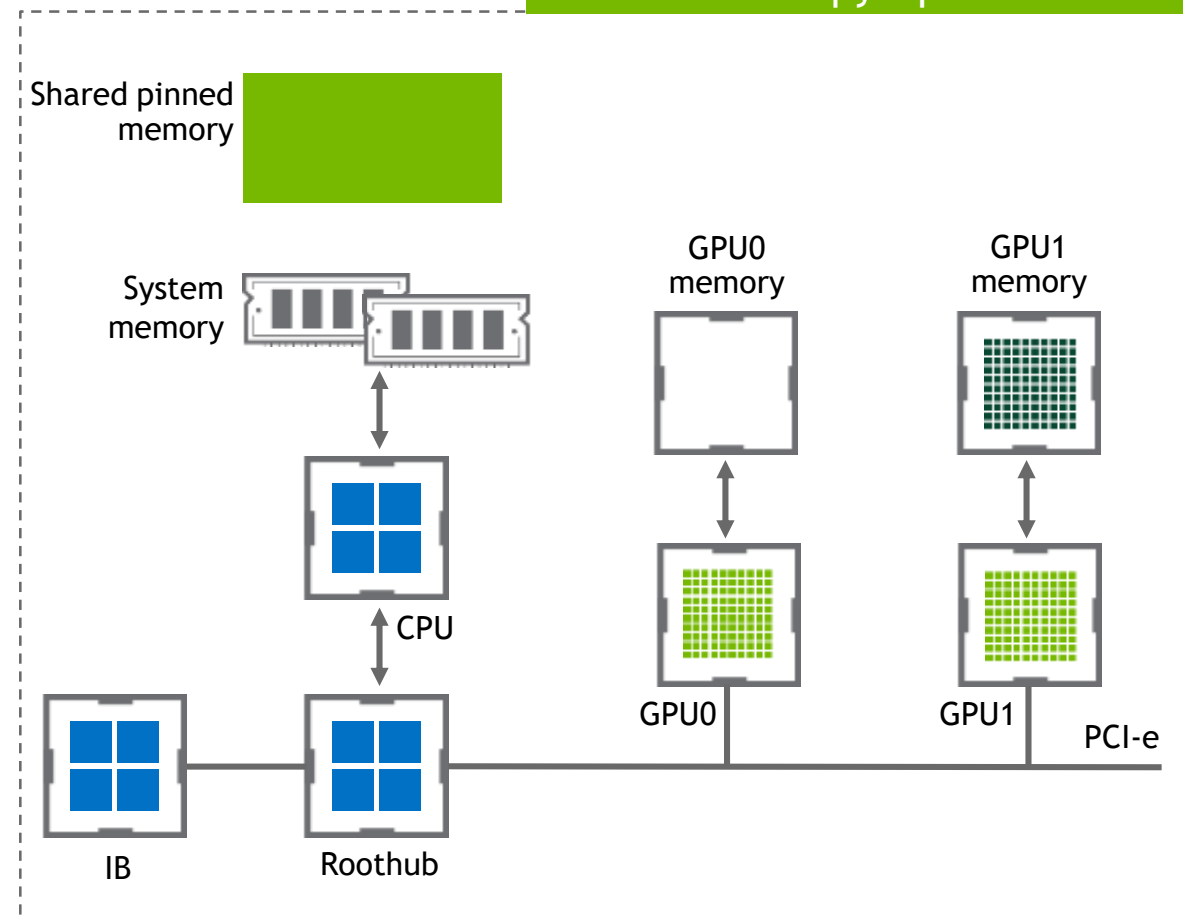 Shared pinned
memory
System
memory
GPU0
memory
GPU1
memory
CPU
GPU0
GPU1
PCI-e
IB
Roothub